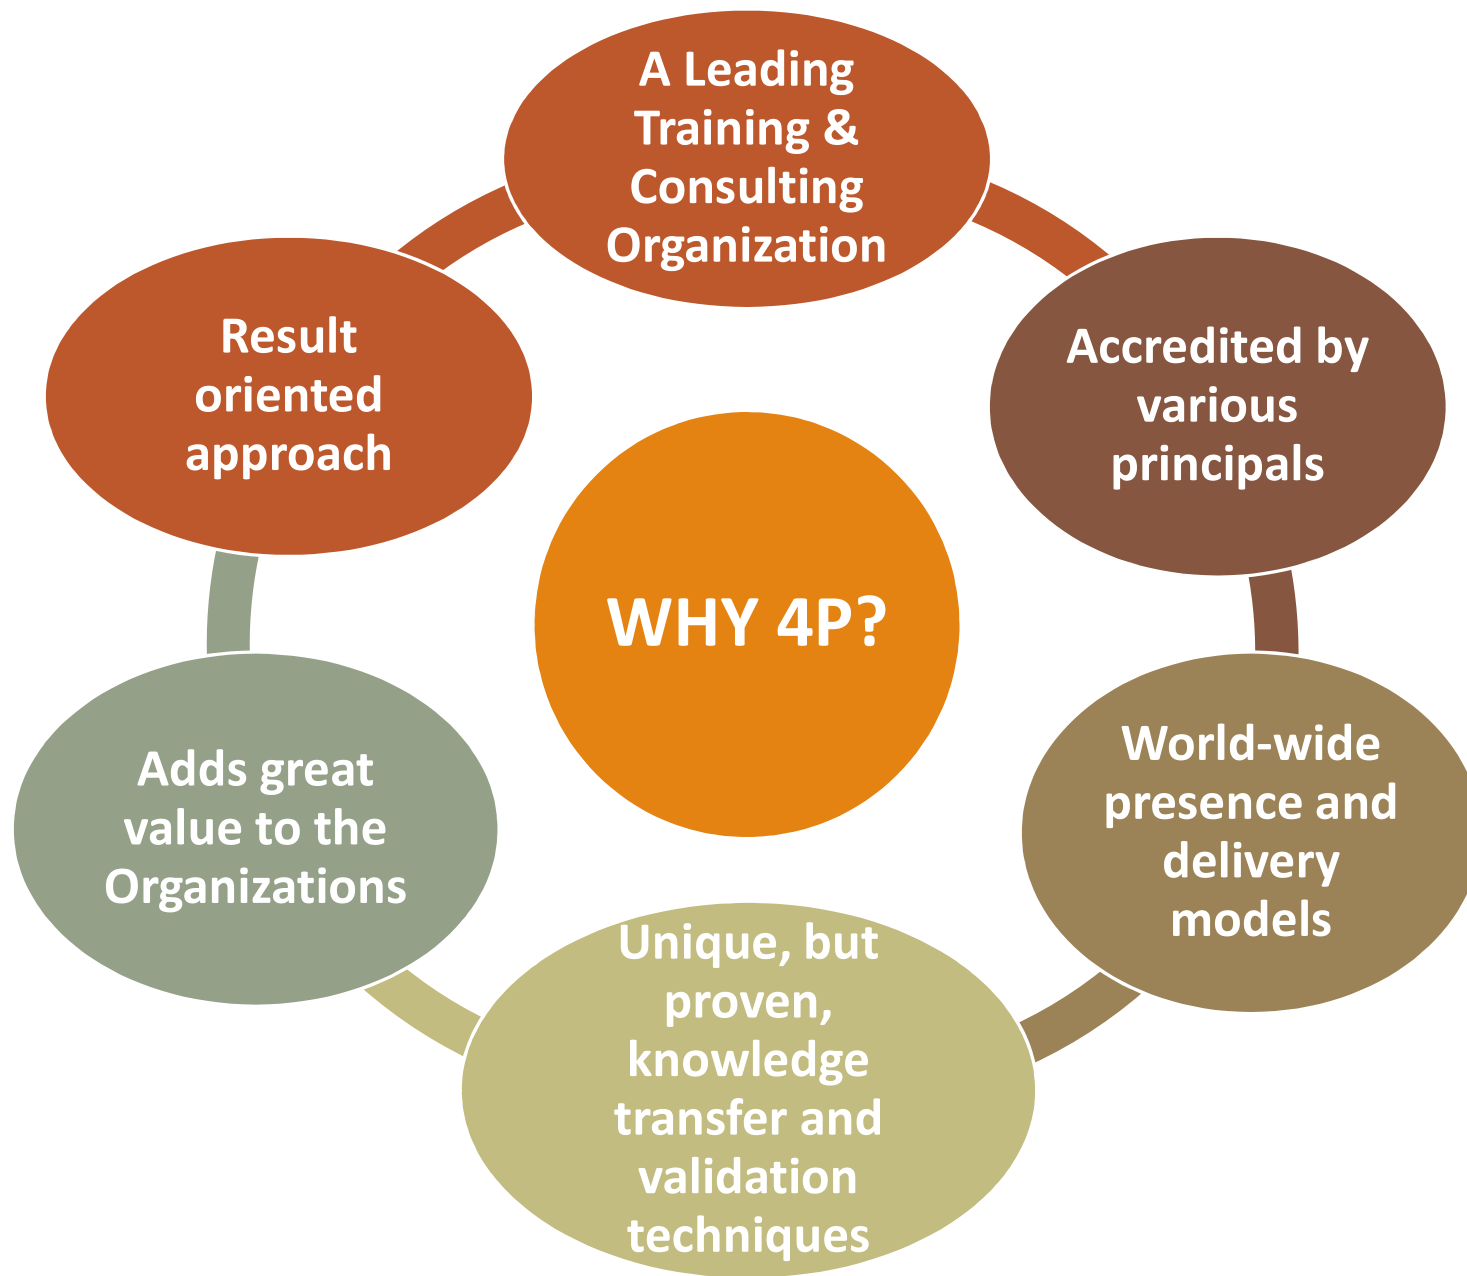 A Leading
Training &
Consulting
Organization
Accredited by
various
principals
World-wide
presence and
delivery
models
Unique, but
proven,
knowledge
transfer and
validation
techniques
Adds great
value to the
Organizations
Result
oriented
approach
WHY 4P?